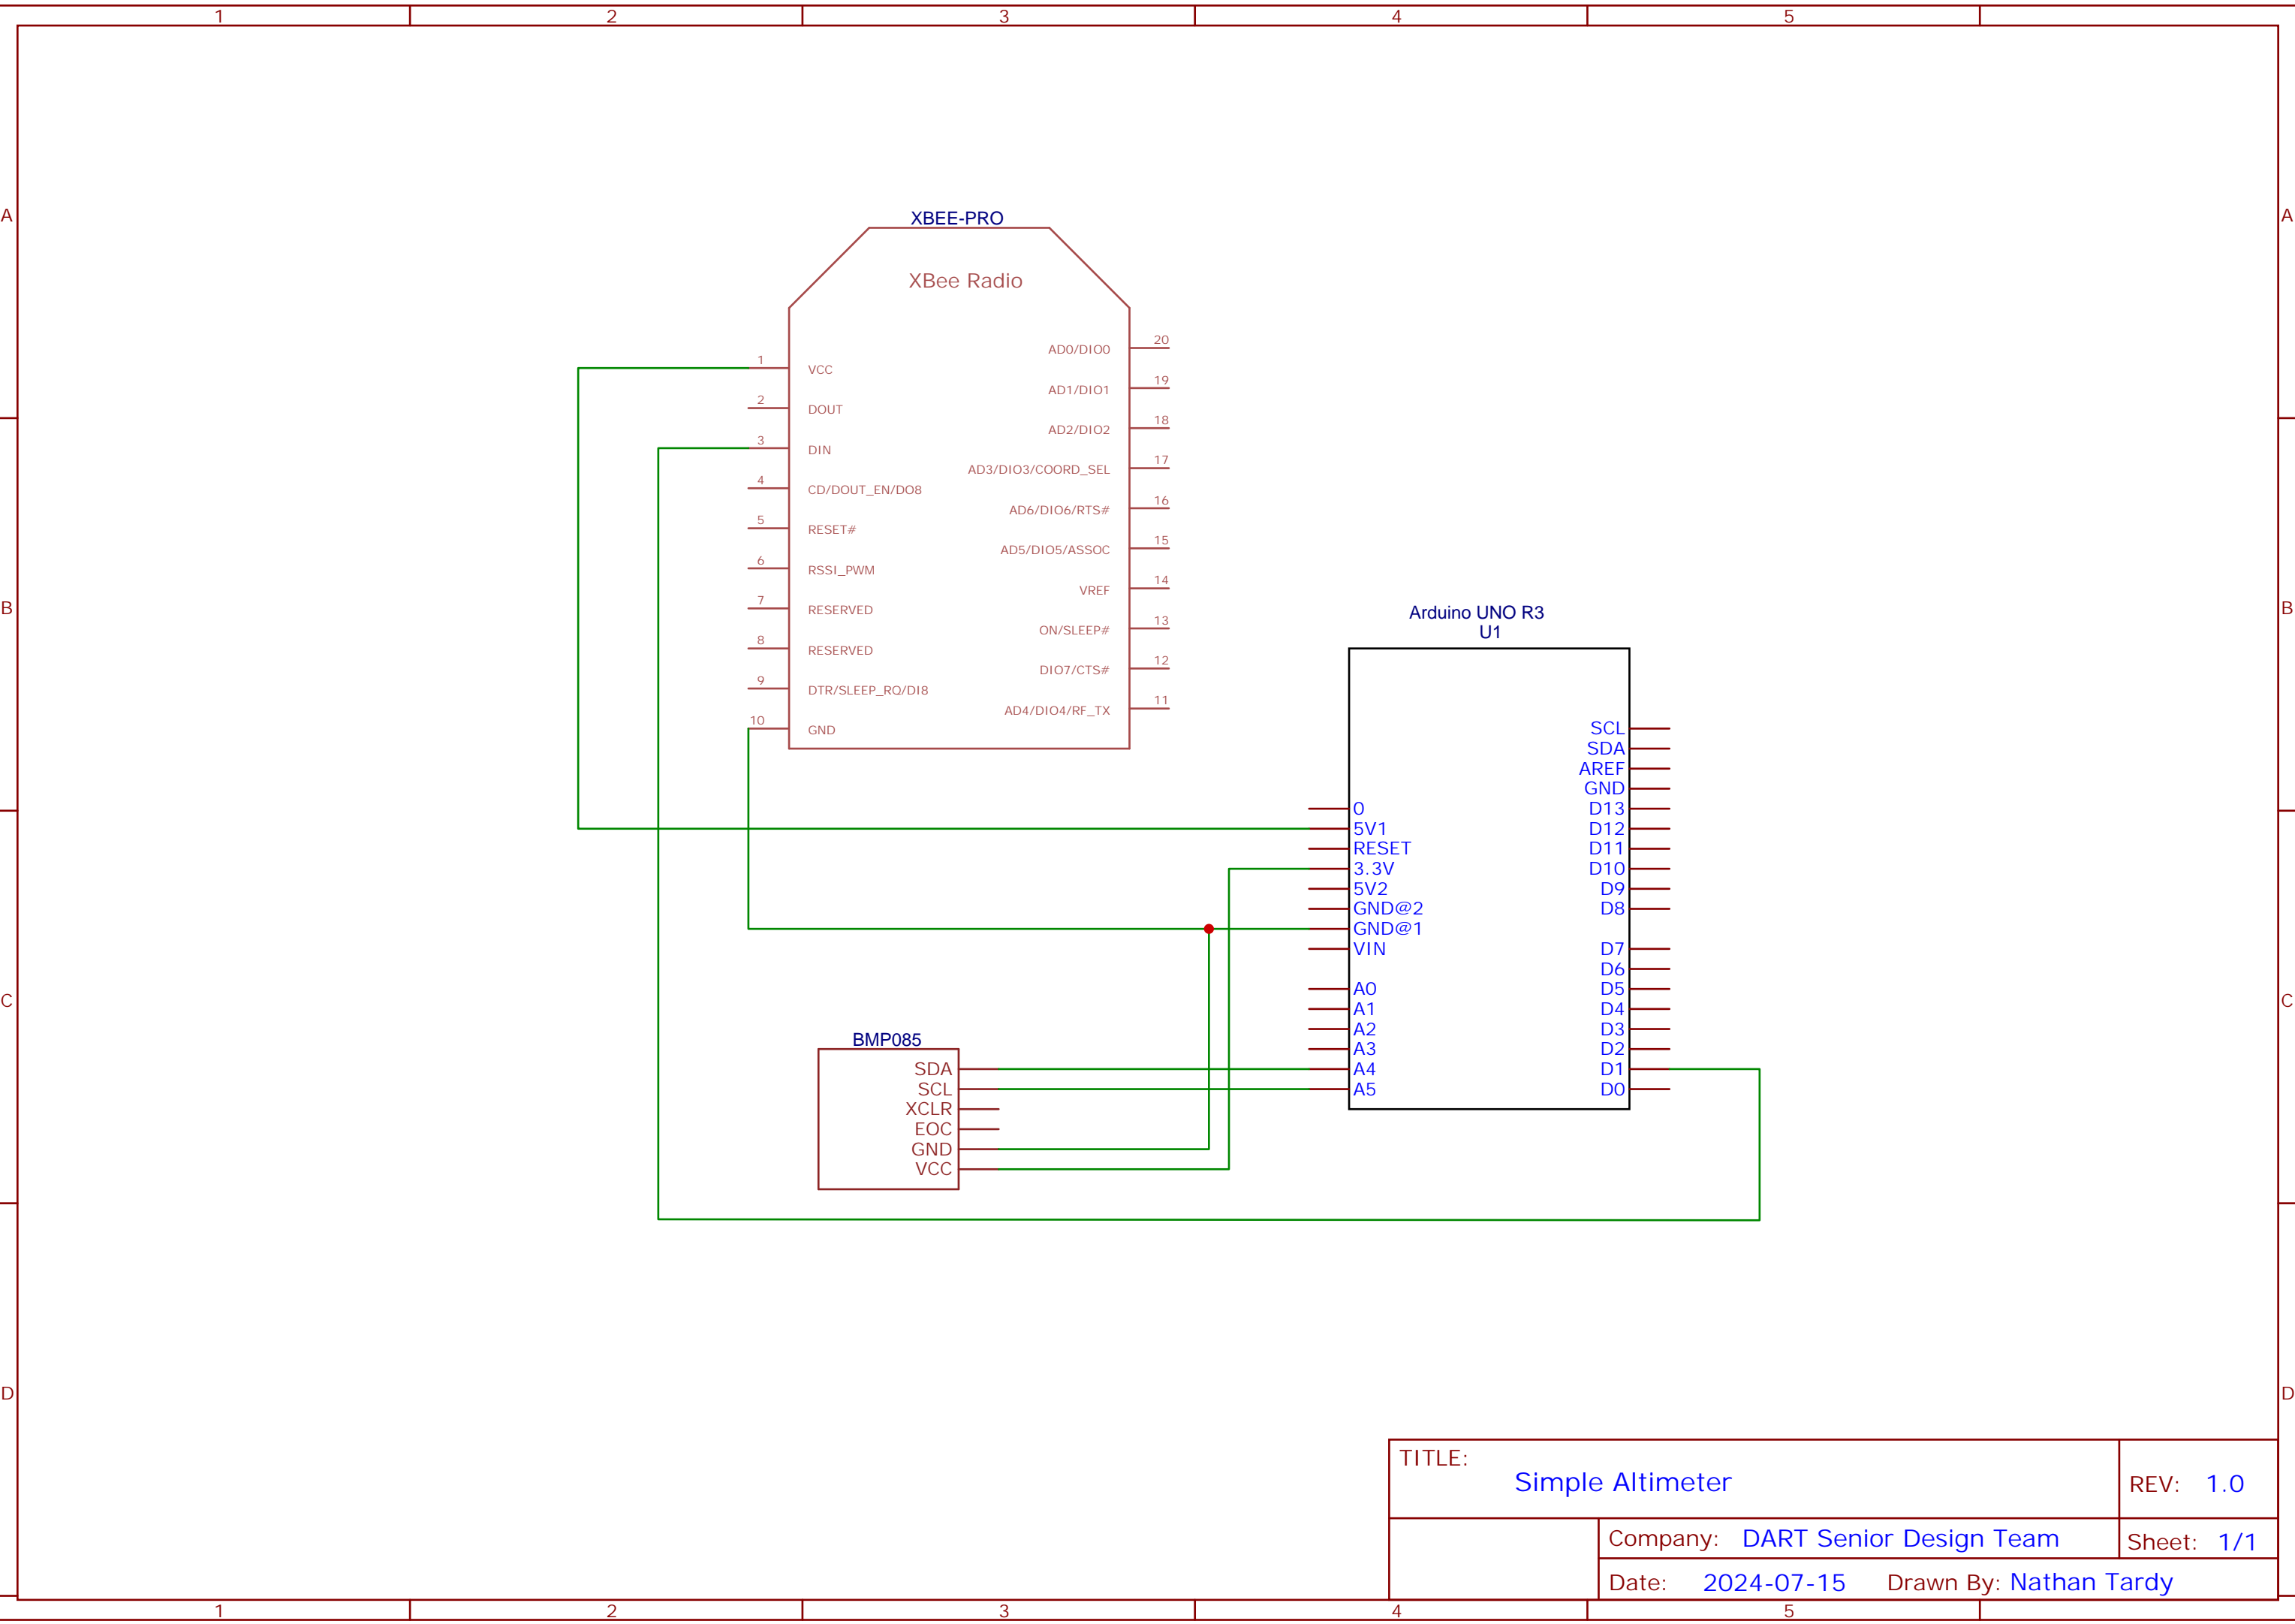 1 2 3 4 5
A A
XBEE-PRO
XBee Radio
1 VCC
2 DOUT
3 DIN
4 CD/DOUT_EN/DO8
5 RESET#
6 RSSI_PWM
7 RESERVED
8 RESERVED
9 DTR/SLEEP_RQ/DI8
10 GND
AD0/DIO0 20
AD1/DIO1 19
AD2/DIO2 18
AD3/DIO3/COORD_SEL 17
AD6/DIO6/RTS# 16
AD5/DIO5/ASSOC 15
VREF 14
ON/SLEEP# 13
DIO7/CTS# 12
AD4/DIO4/RF_TX 11
B B
Arduino UNO R3
U1
0
5V1
RESET
3.3V
5V2
GND@2
GND@1
VIN
A0
A1
A2
A3
A4
A5
SCL
SDA
AREF
GND
D13
D12
D11
D10
D9
D8
D7
D6
D5
D4
D3
D2
D1
D0
C C
BMP085
SDA
SCL
XCLR
EOC
GND
VCC
D D
TITLE:
Simple Altimeter
REV: 1.0
Company: DART Senior Design Team
Sheet: 1/1
Date: 2024-07-15 Drawn By: Nathan Tardy
1 2 3 4 5